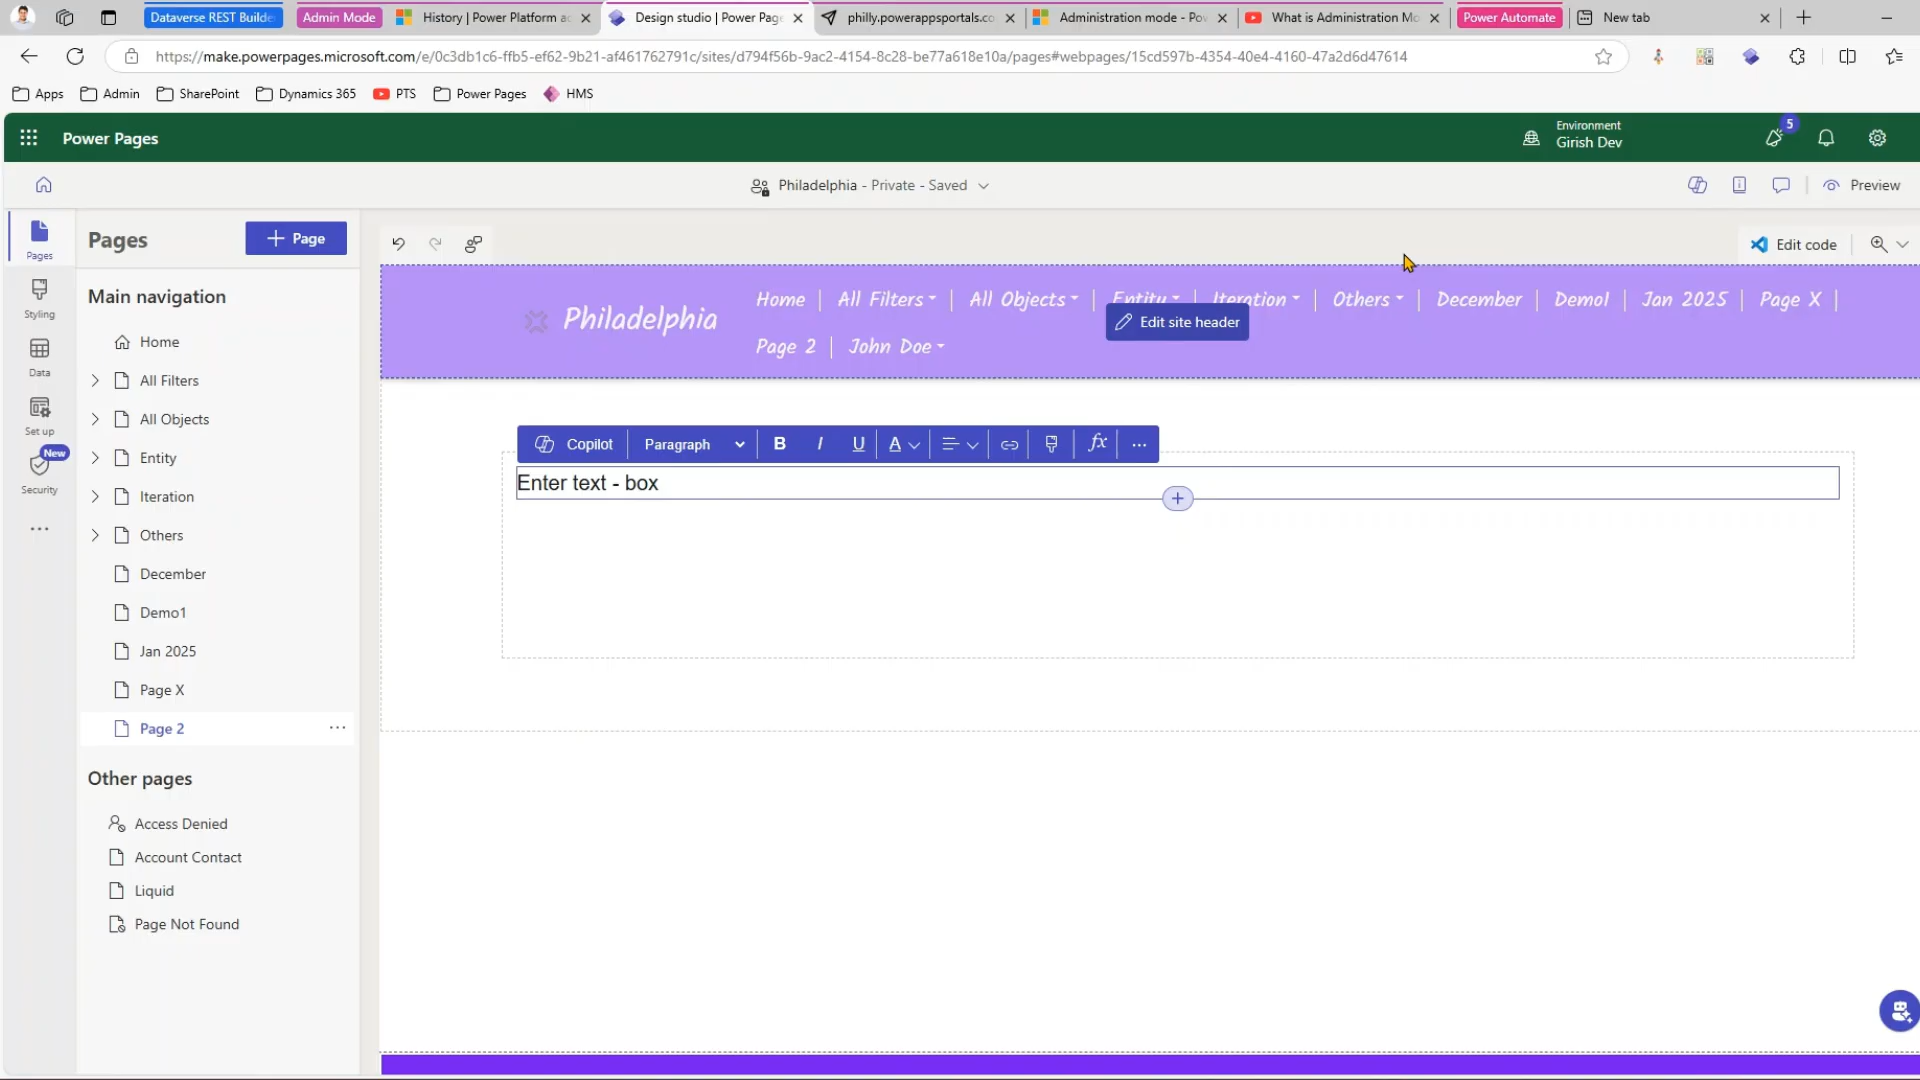 Dataverse REST Builde
Admin Mode
History | Power Platform a
Design studio | Power Page
philly.powerappsportals.co
Administration mode - Po
What is Administration Mo
Power Automate
New tab
https://make.powerpages.microsoft.com/e/0c3db1c6-ffb5-ef62-9b21-af461762791c/sites/d794f56b-9ac2-4154-8c28-be77a618e10a/pages#webpages/15cd597b-4354-40e4-4160-47a2d6d47614
Apps
Admin
SharePoint
Dynamics 365
PTS
Power Pages
HMS
Power Pages
Environment
Girish Dev
5
Philadelphia - Private - Saved
Preview
Pages
Styling
Data
Set up
New
Security
Pages
+ Page
Main navigation
Home
All Filters
All Objects
Entity
Iteration
Others
December
Demo1
Jan 2025
Page X
Page 2
Other pages
Access Denied
Account Contact
Liquid
Page Not Found
Edit code
Philadelphia
Home | All Filters | All Objects | Entity | Iteration | Others | December | Demo1 | Jan 2025 | Page X |
Edit site header
Page 2 | John Doe
Copilot
Paragraph
B I U A fx ...
Enter text - box